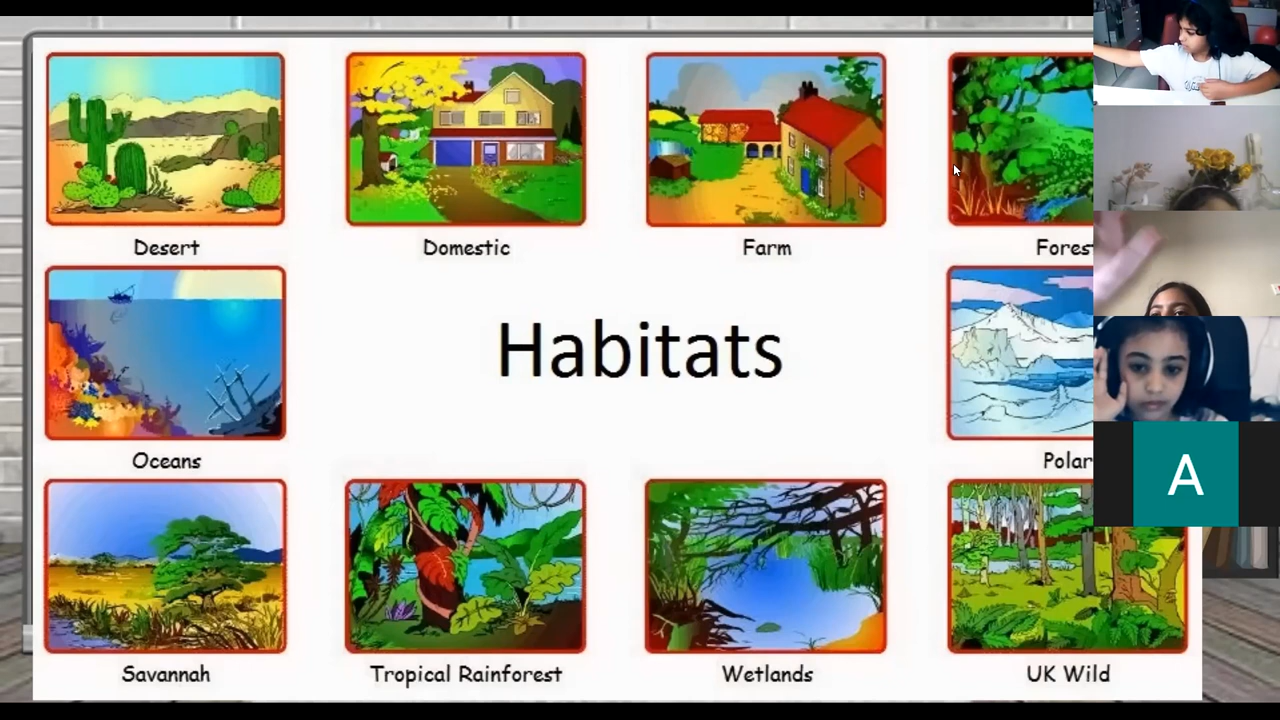 Desert
Domestic
Farm
Fores
Habitats
Oceans
Polar
Savannah
Tropical Rainforest
Wetlands
UK Wild
A